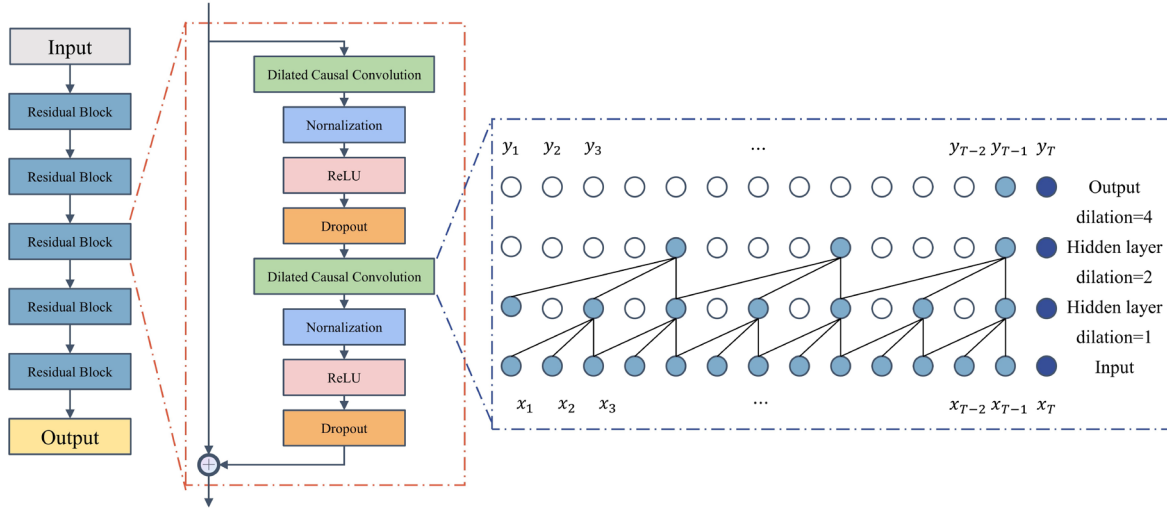 Input
Residual Block
Residual Block
Residual Block
Residual Block
Residual Block
Output
Dilated Causal Convolution
Nornalization
ReLU
Dropout
Dilated Causal Convolution
Nornalization
ReLU
Dropout
y1 y2 y3 ... yT−2 yT−1 yT
Output
dilation=4
Hidden layer
dilation=2
Hidden layer
dilation=1
Input
x1 x2 x3 ... xT−2 xT−1 xT